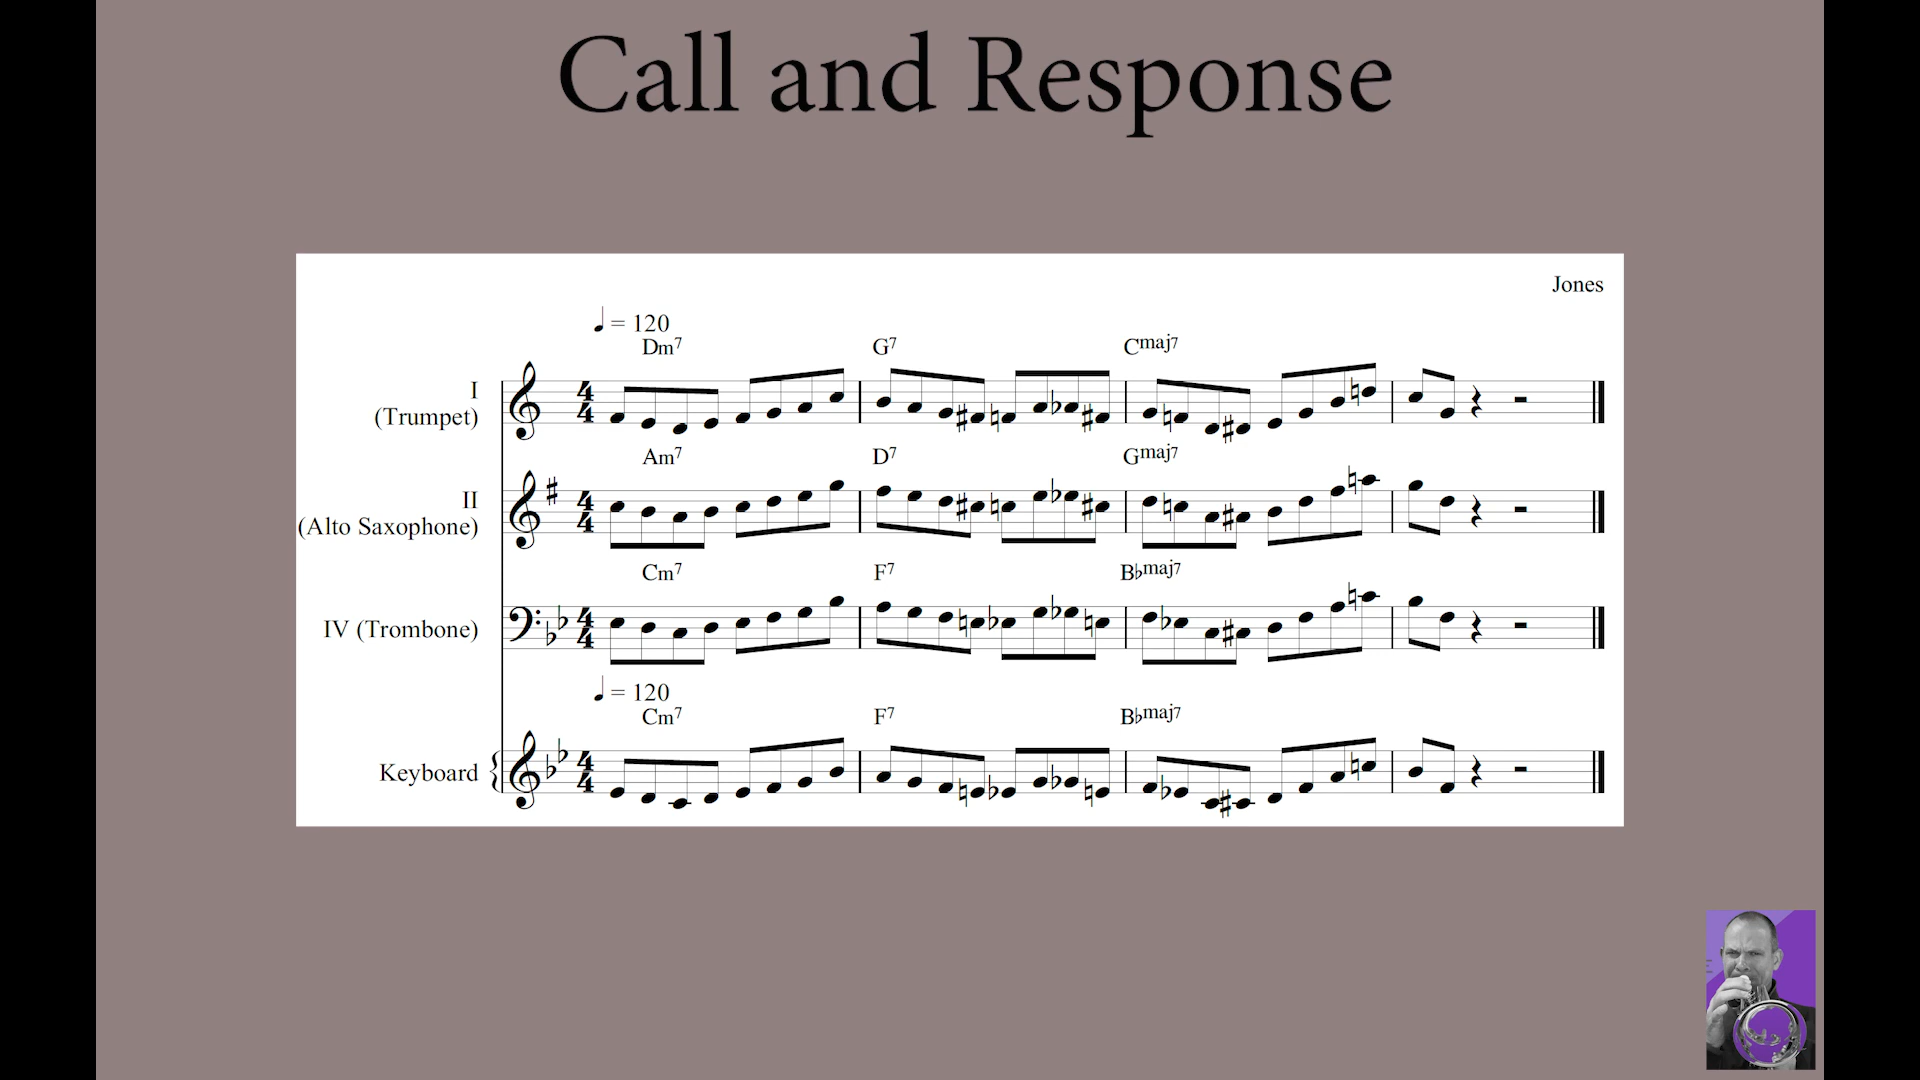 Call and Response
Jones
♩ = 120
Dm7 G7 Cmaj7
I
(Trumpet)
Am7 D7 Gmaj7
II
(Alto Saxophone)
Cm7 F7 B♭maj7
IV (Trombone)
♩ = 120
Cm7 F7 B♭maj7
Keyboard